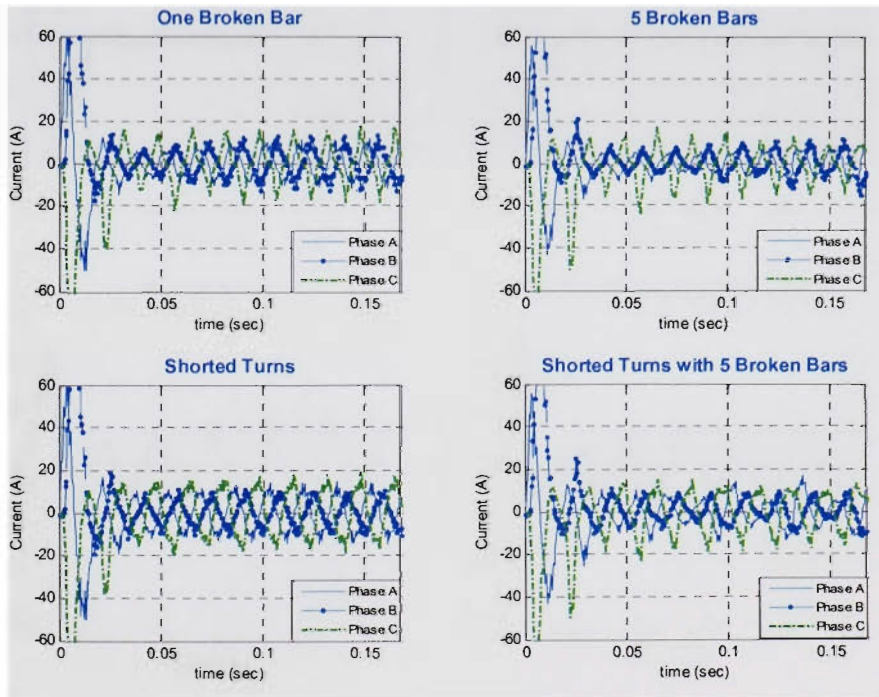 One Broken Bar
60
40
20
0
-20
-40
-60
Current (A)
0
0.05
0.1
0.15
time (sec)
Phase A
Phase B
Phase C
5 Broken Bars
60
40
20
0
-20
-40
-60
Current (A)
0
0.05
0.1
0.15
time (sec)
Phase A
Phase B
Phase C
Shorted Turns
60
40
20
0
-20
-40
-60
Current (A)
0
0.05
0.1
0.15
time (sec)
Phase A
Phase B
Phase C
Shorted Turns with 5 Broken Bars
60
40
20
0
-20
-40
-60
Current (A)
0
0.05
0.1
0.15
time (sec)
Phase A
Phase B
Phase C